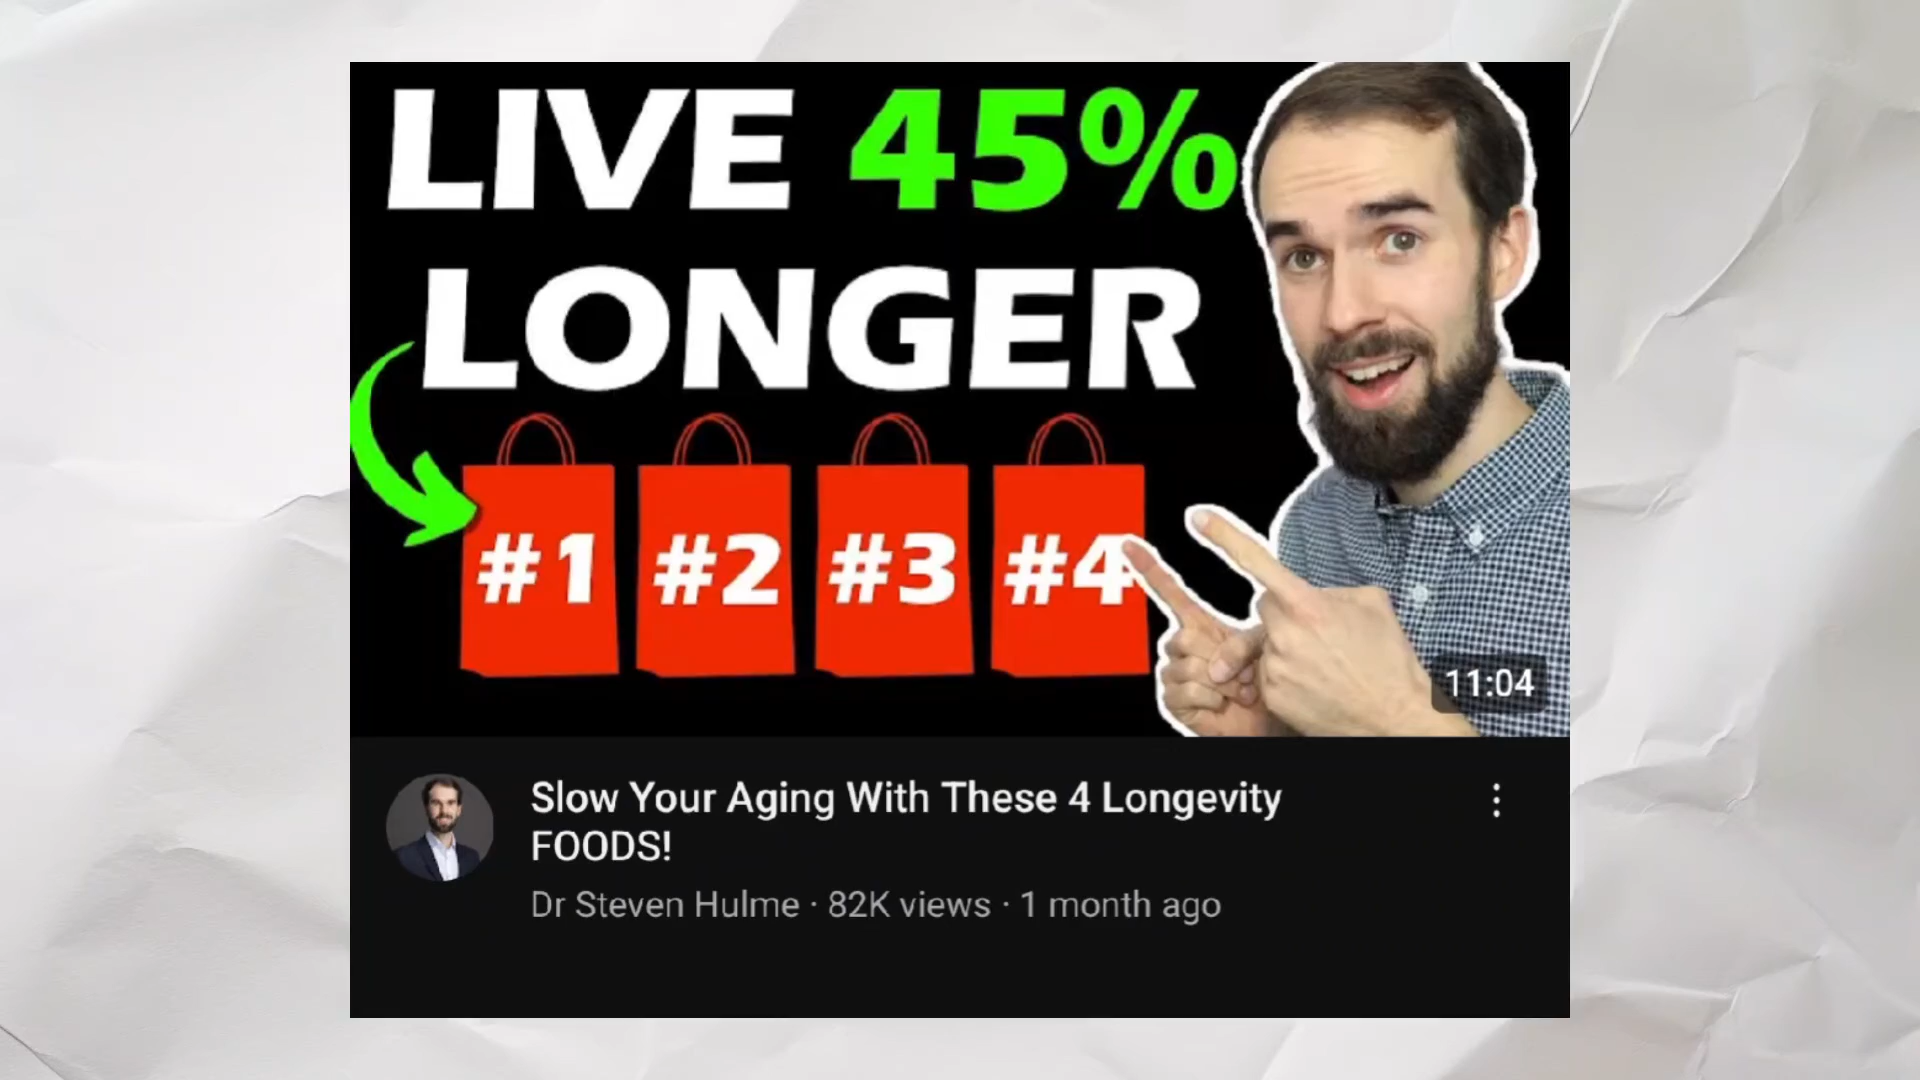 LIVE 45%
LONGER
#1 #2 #3 #4
11:04
Slow Your Aging With These 4 Longevity
FOODS!
Dr Steven Hulme · 82K views · 1 month ago